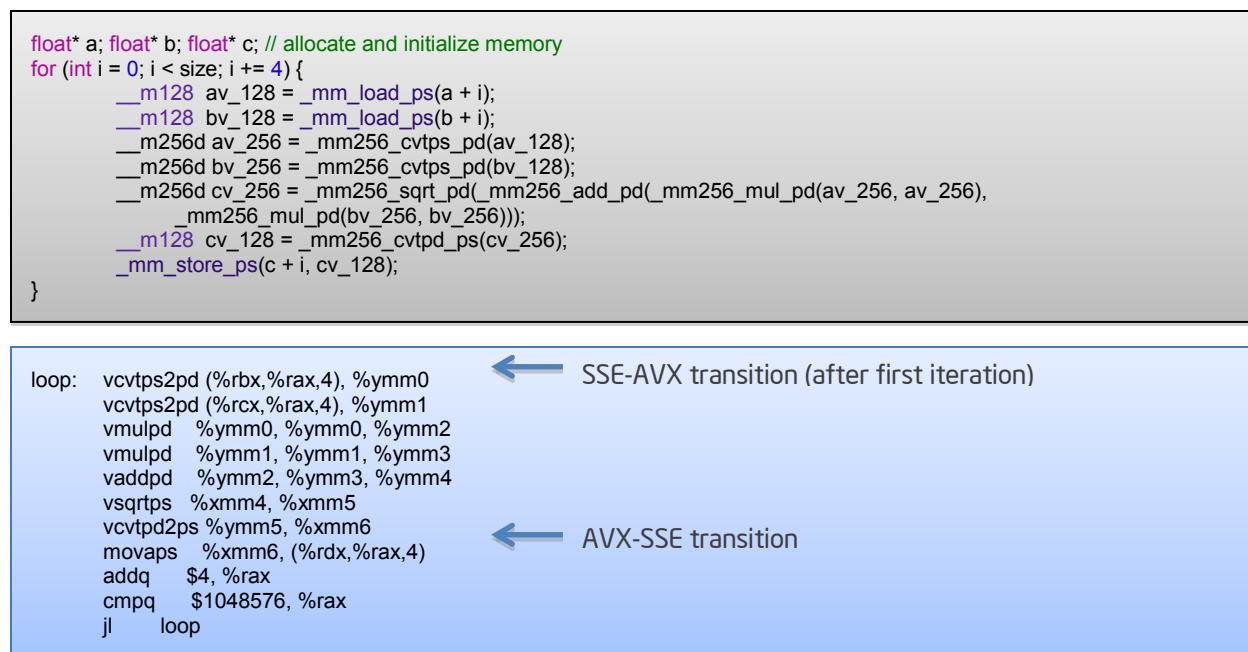 float* a; float* b; float* c; // allocate and initialize memory
for (int i = 0; i < size; i += 4) {
__m128 av_128 = _mm_load_ps(a + i);
__m128 bv_128 = _mm_load_ps(b + i);
__m256d av_256 = _mm256_cvtps_pd(av_128);
__m256d bv_256 = _mm256_cvtps_pd(bv_128);
__m256d cv_256 = _mm256_sqrt_pd(_mm256_add_pd(_mm256_mul_pd(av_256, av_256),
_mm256_mul_pd(bv_256, bv_256)));
__m128 cv_128 = _mm256_cvtpd_ps(cv_256);
_mm_store_ps(c + i, cv_128);
}
loop: vcvtps2pd (%rbx,%rax,4), %ymm0 SSE-AVX transition (after first iteration)
vcvtps2pd (%rcx,%rax,4), %ymm1
vmulpd %ymm0, %ymm0, %ymm2
vmulpd %ymm1, %ymm1, %ymm3
vaddpd %ymm2, %ymm3, %ymm4
vsqrtps %xmm4, %xmm5
vcvtpd2ps %ymm5, %xmm6 AVX-SSE transition
movaps %xmm6, (%rdx,%rax,4)
addq $4, %rax
cmpq $1048576, %rax
jl loop